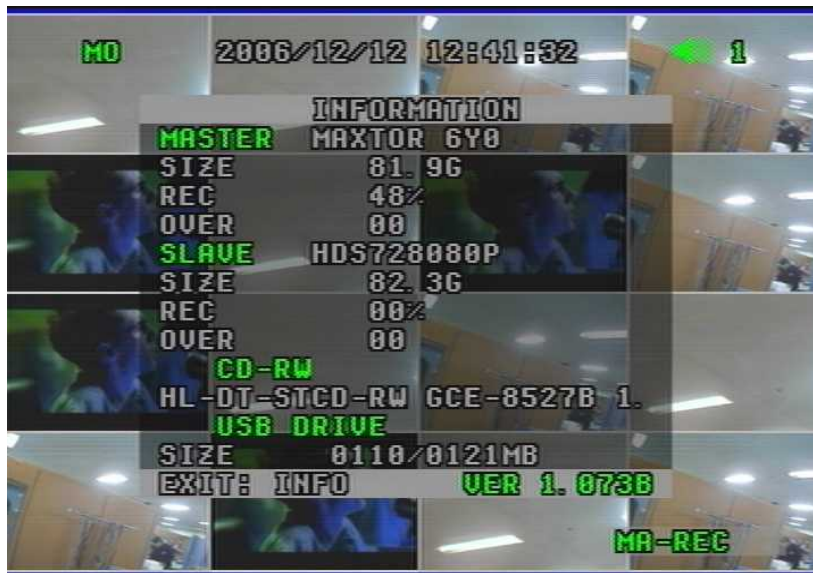 MO 2006/12/12 12:41:32 1
INFORMATION
MASTER MAXTOR 6Y0
SIZE 81.9G
REC 48%
OVER 00
SLAVE HDS728080P
SIZE 82.3G
REC 00%
OVER 00
CD-RW
HL-DT-STCD-RW GCE-8527B 1.
USB DRIVE
SIZE 0110/0121MB
EXIT: INFO VER 1.073B
MA-REC